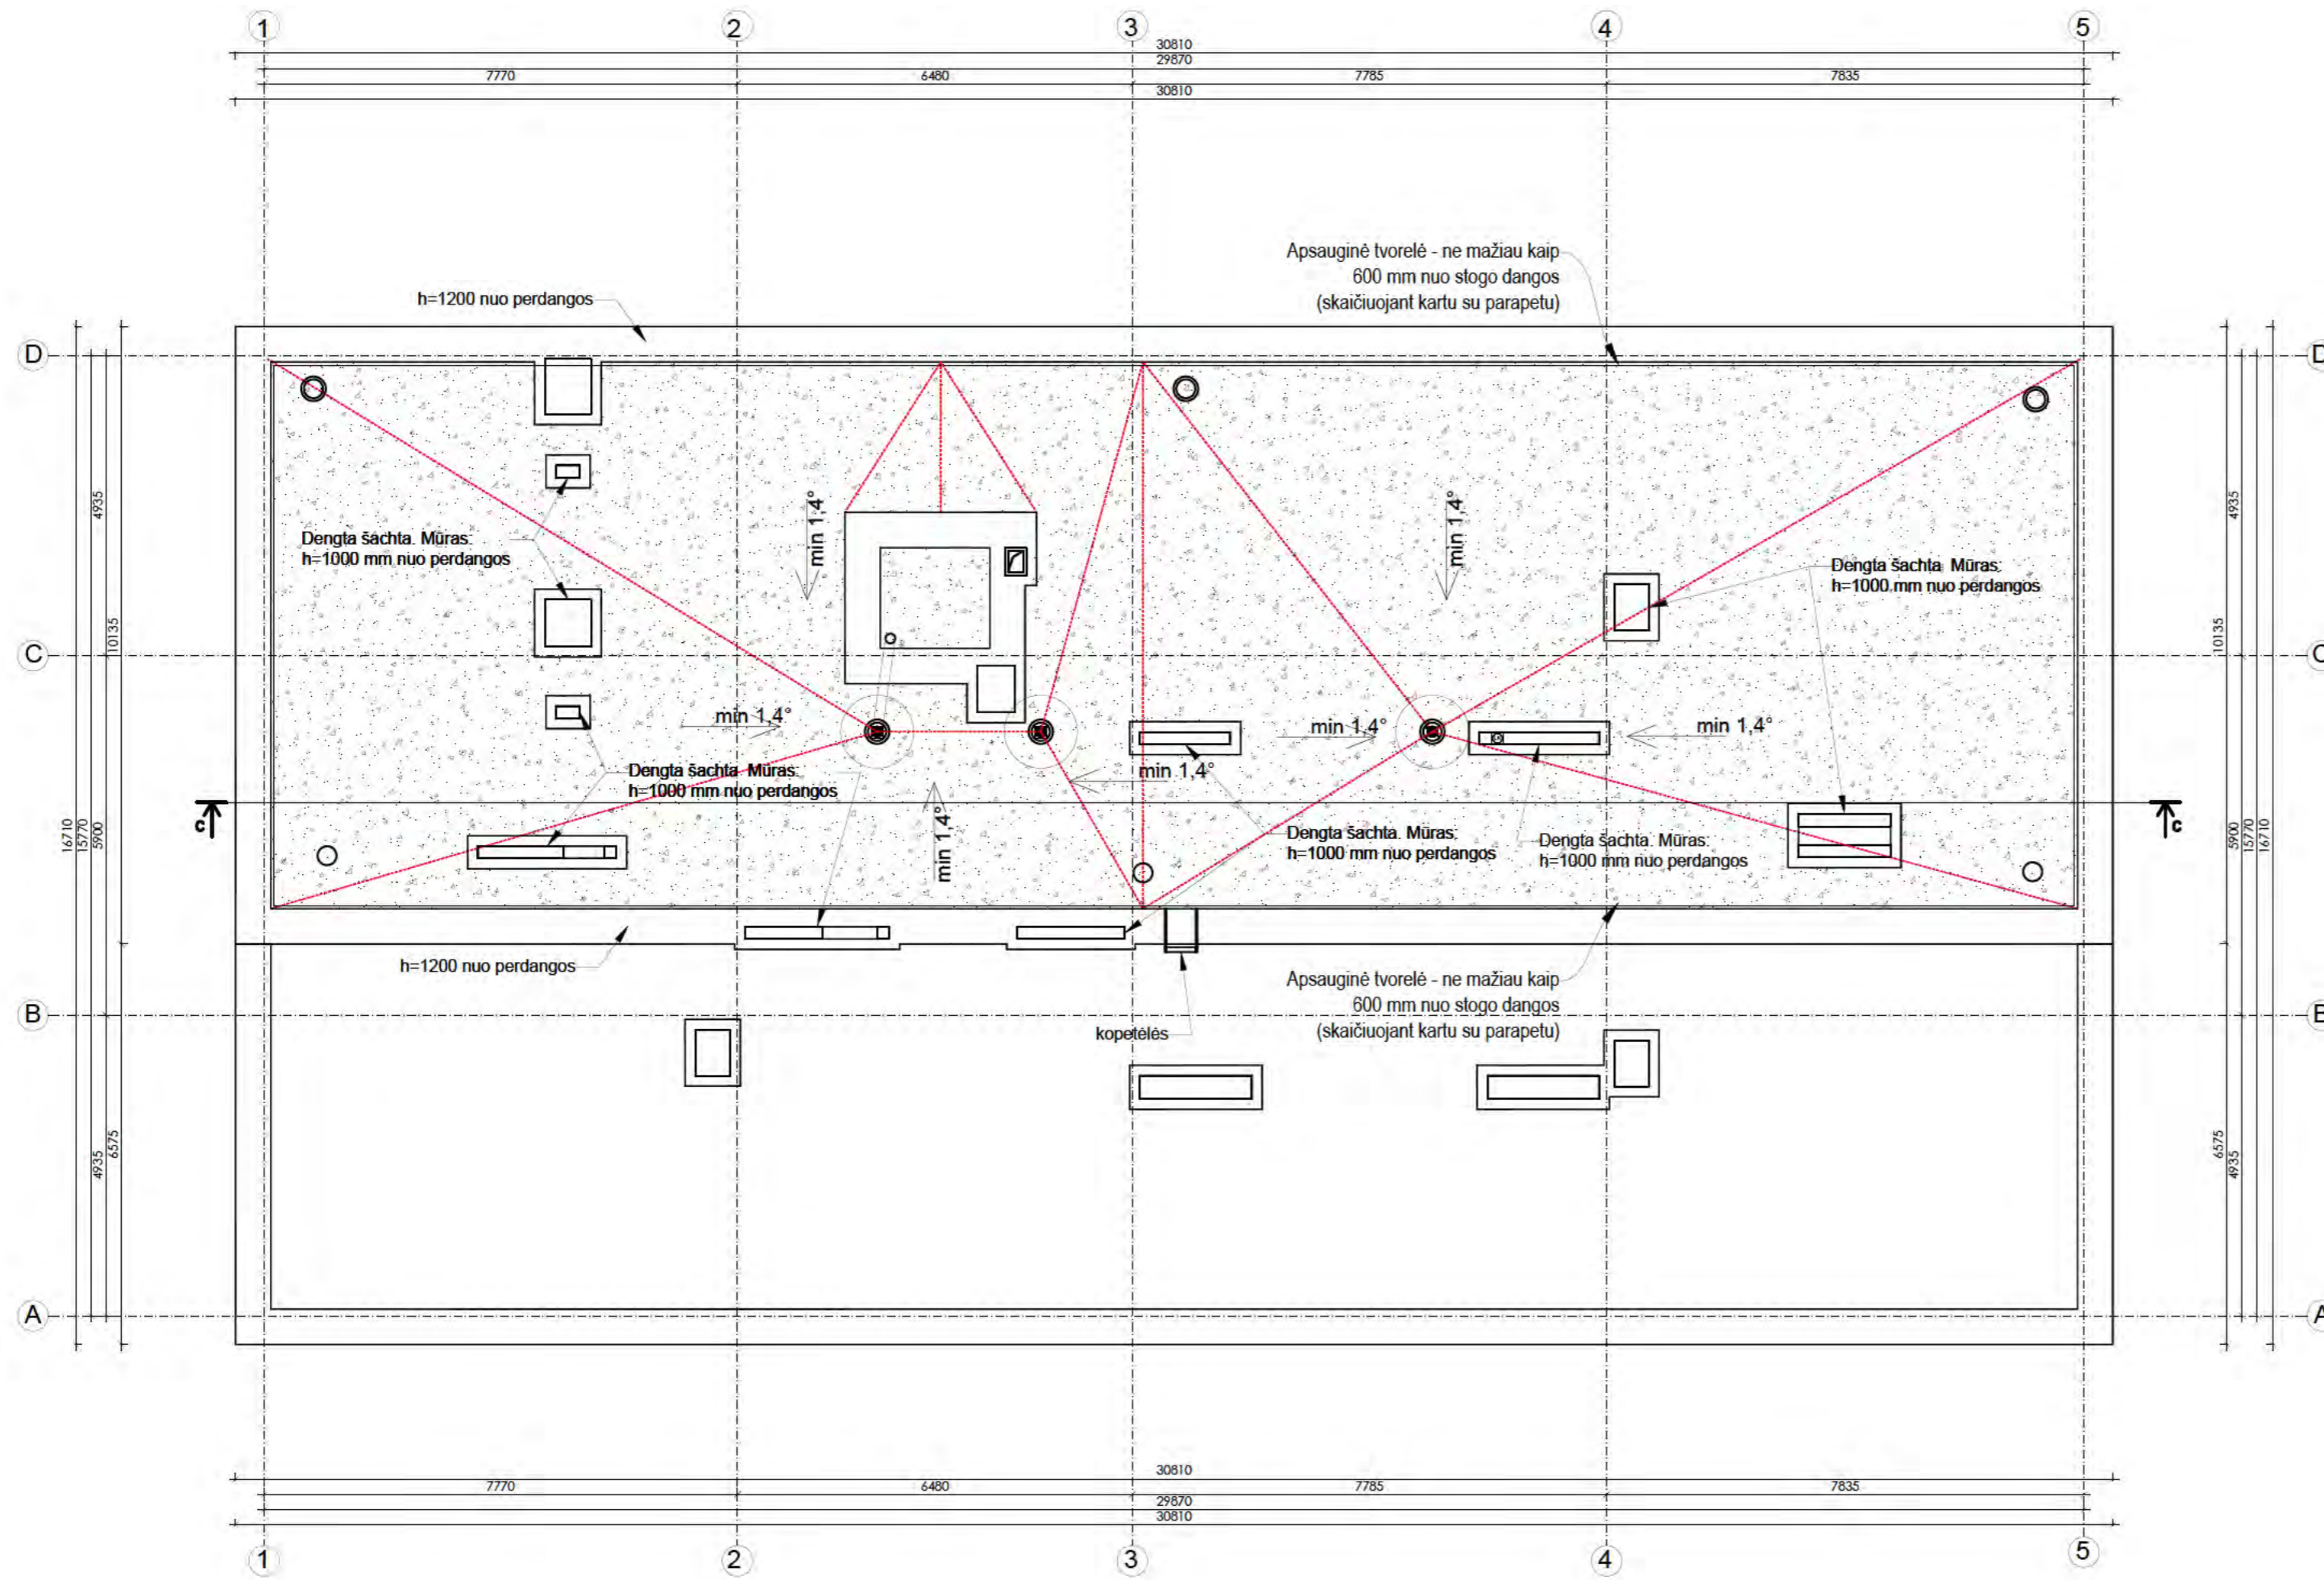 1 2 3 4 5
30810
29870
7770 6480 7785 7835
30810
Apsauginė tvorelė - ne mažiau kaip
600 mm nuo stogo dangos
(skaičiuojant kartu su parapetu)
h=1200 nuo perdangos
D D
4935 4935
min 1,4° min 1,4°
Dengta šachta. Mūras:
h=1000 mm nuo perdangos
Dengta šachta. Mūras:
h=1000 mm nuo perdangos
10135 10135
C C
min 1,4° min 1,4° min 1,4°
min 1,4°
Dengta šachta. Mūras:
h=1000 mm nuo perdangos
min 1,4°
c c
16710 15770 5900 5900 15770 16710
Dengta šachta. Mūras:
h=1000 mm nuo perdangos
Dengta šachta. Mūras:
h=1000 mm nuo perdangos
h=1200 nuo perdangos
Apsauginė tvorelė - ne mažiau kaip
600 mm nuo stogo dangos
(skaičiuojant kartu su parapetu)
B B
kopetėlės
4935 6575 6575 4935
A A
30810
7770 6480 7785 7835
29870
30810
1 2 3 4 5